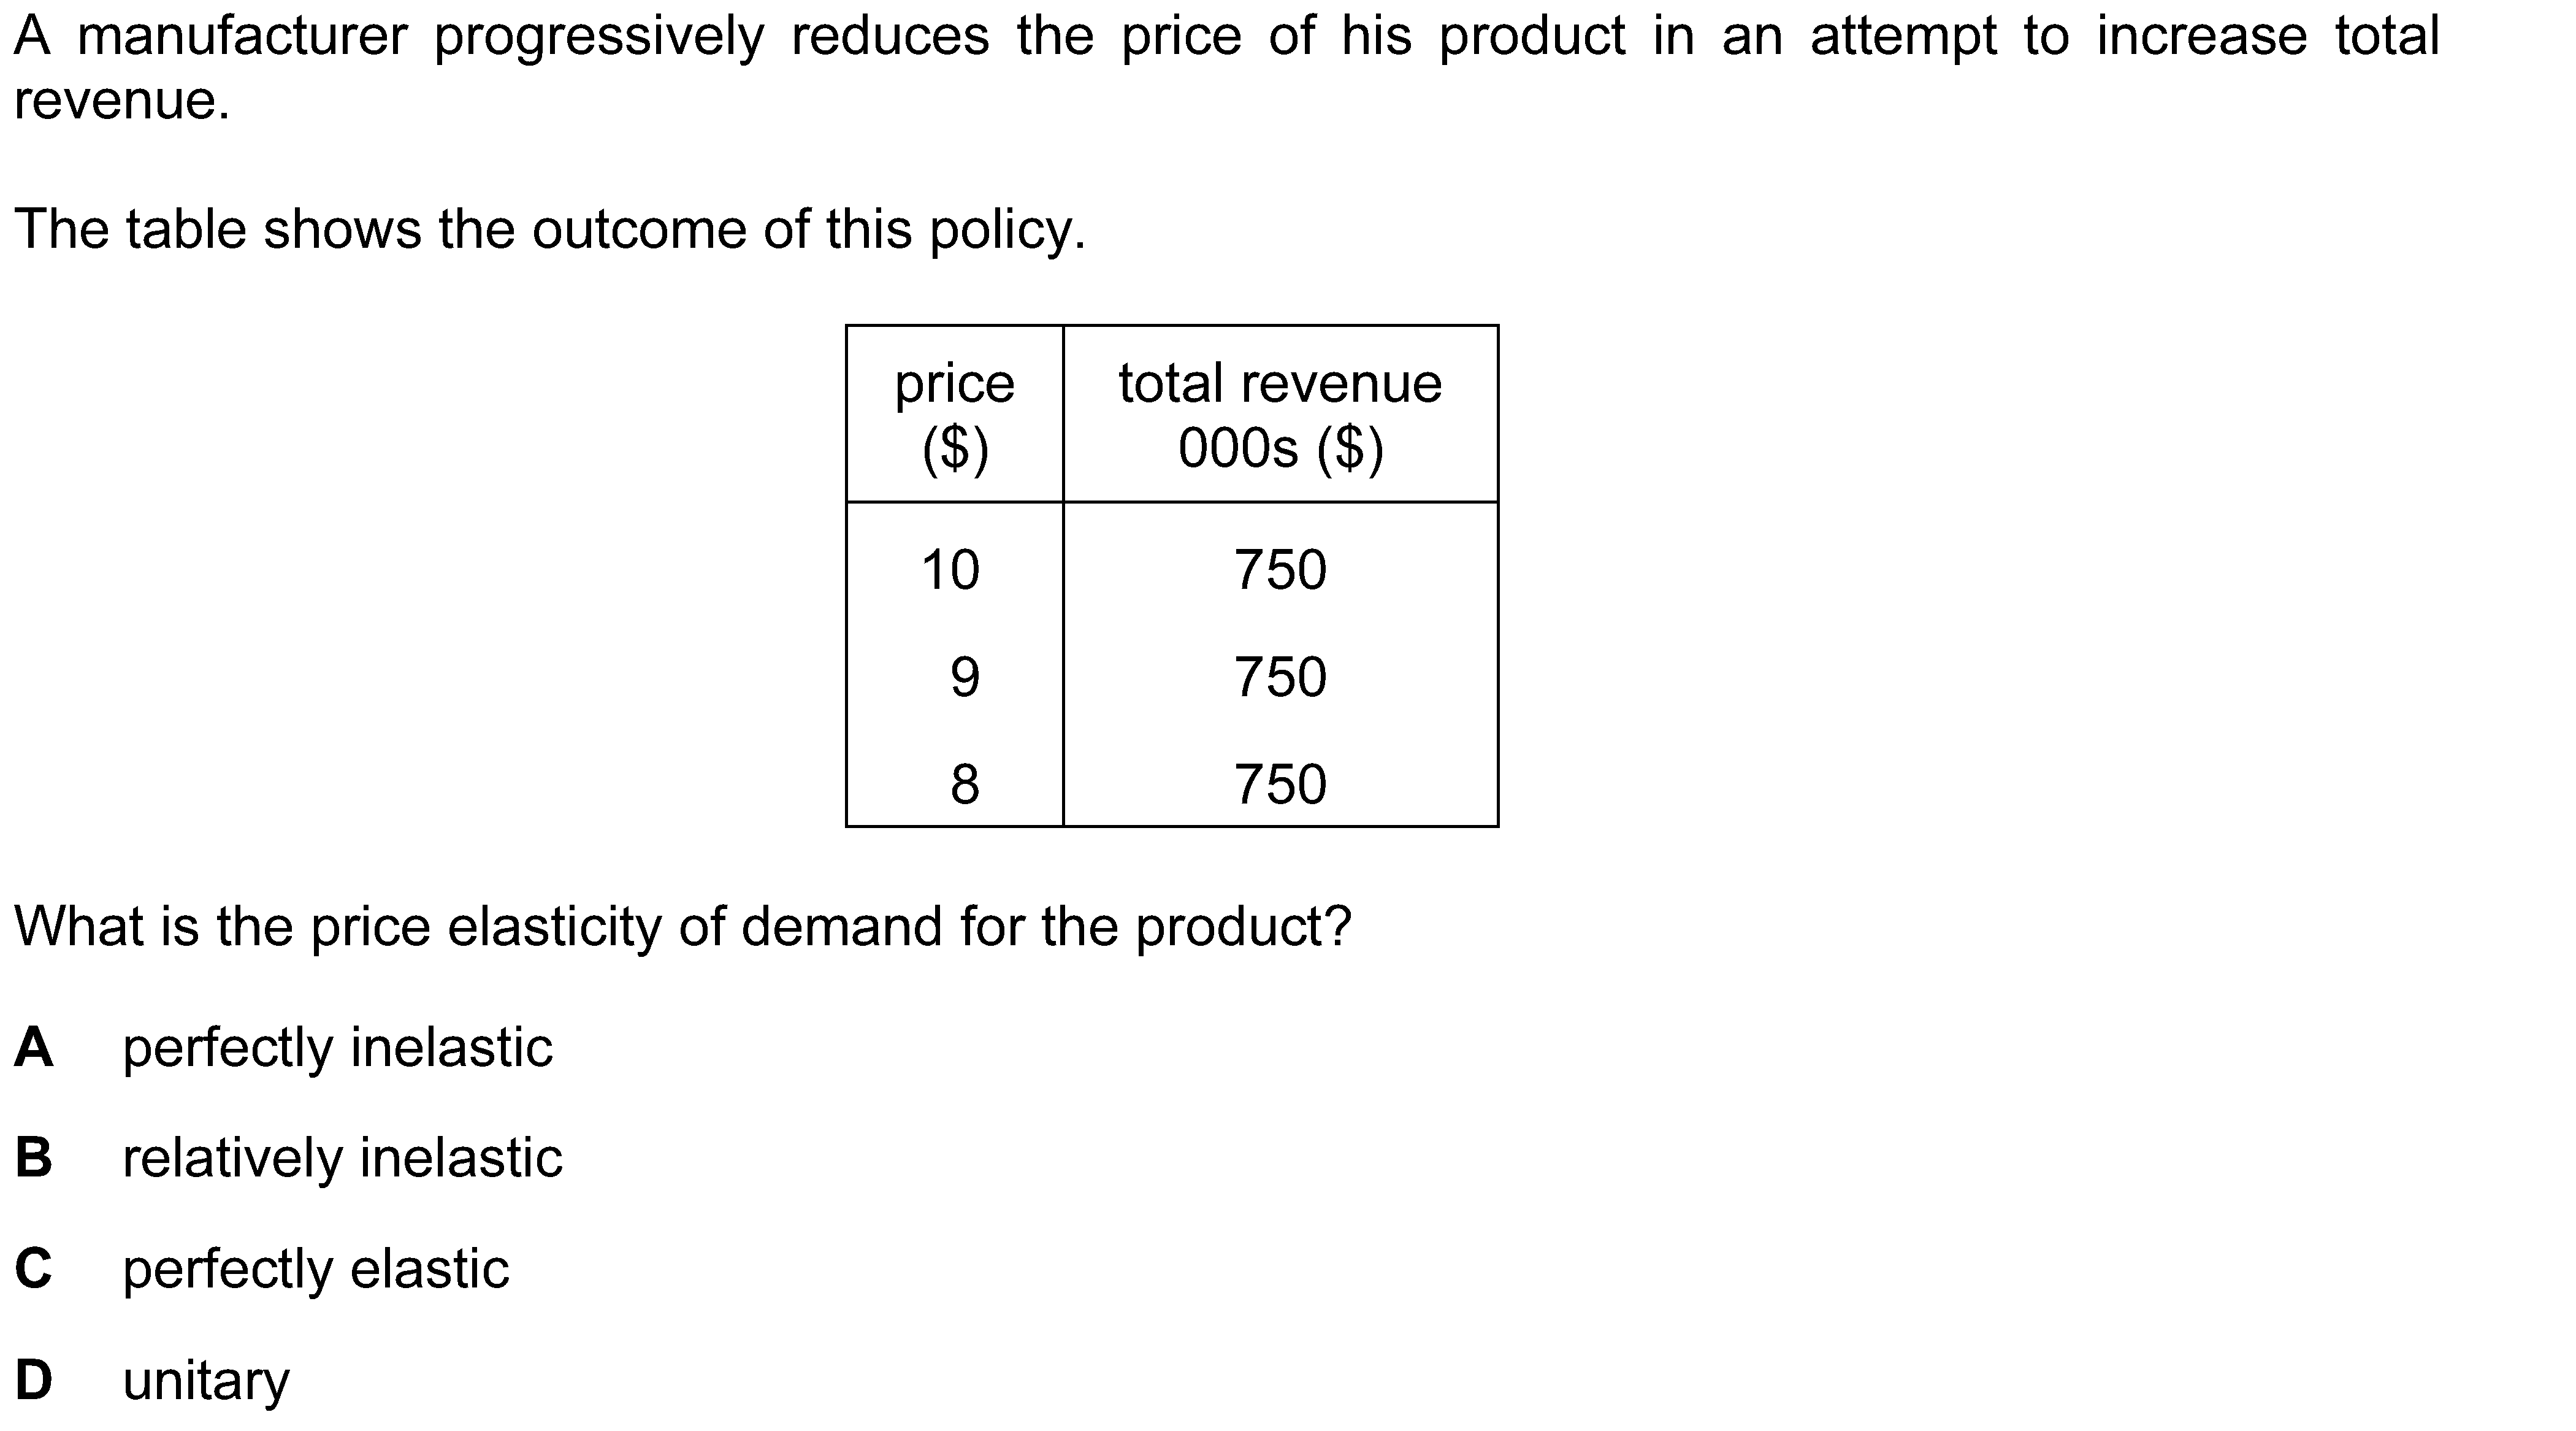 A manufacturer progressively reduces the price of his product in an attempt to increase total
revenue.
The table shows the outcome of this policy.
price total revenue
($) 000s ($)
10 750
9 750
8 750
What is the price elasticity of demand for the product?
A perfectly inelastic
B relatively inelastic
C perfectly elastic
D unitary